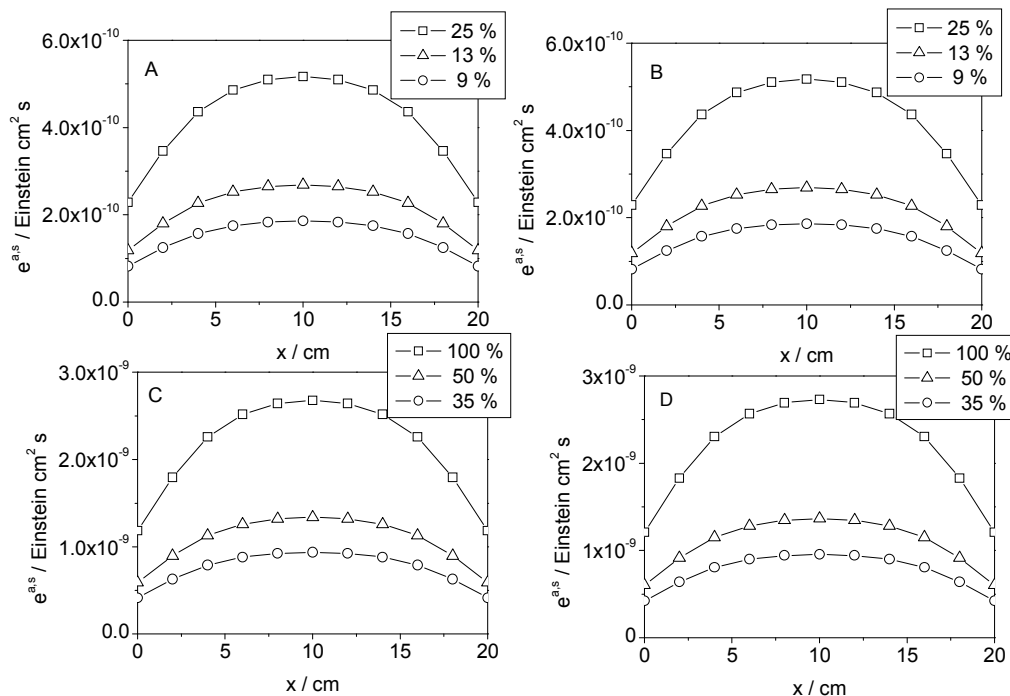 25 %
13 %
9 %
A
6.0x10⁻¹⁰
4.0x10⁻¹⁰
2.0x10⁻¹⁰
0.0
eᵃ,ˢ / Einstein cm² s
0 5 10 15 20
x / cm
25 %
13 %
9 %
B
6.0x10⁻¹⁰
4.0x10⁻¹⁰
2.0x10⁻¹⁰
0.0
eᵃ,ˢ / Einstein cm² s
0 5 10 15 20
x / cm
100 %
50 %
35 %
C
3.0x10⁻⁹
2.0x10⁻⁹
1.0x10⁻⁹
0.0
eᵃ,ˢ / Einstein cm² s
0 5 10 15 20
x / cm
100 %
50 %
35 %
D
3x10⁻⁹
2x10⁻⁹
1x10⁻⁹
0
eᵃ,ˢ / Einstein cm² s
0 5 10 15 20
x / cm